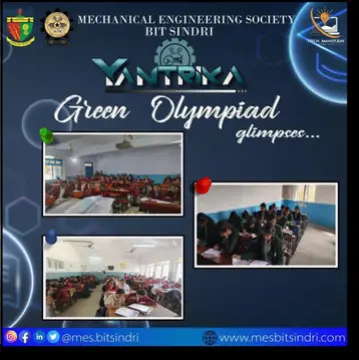 MECHANICAL ENGINEERING SOCIETY
BIT SINDRI
YANTRIKA
Green Olympiad
glimpses...
@mes.bitsindri
www.mesbitsindri.com